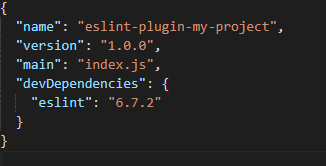 {
  "name": "eslint-plugin-my-project",
  "version": "1.0.0",
  "main": "index.js",
  "devDependencies": {
    "eslint": "6.7.2"
  }
}